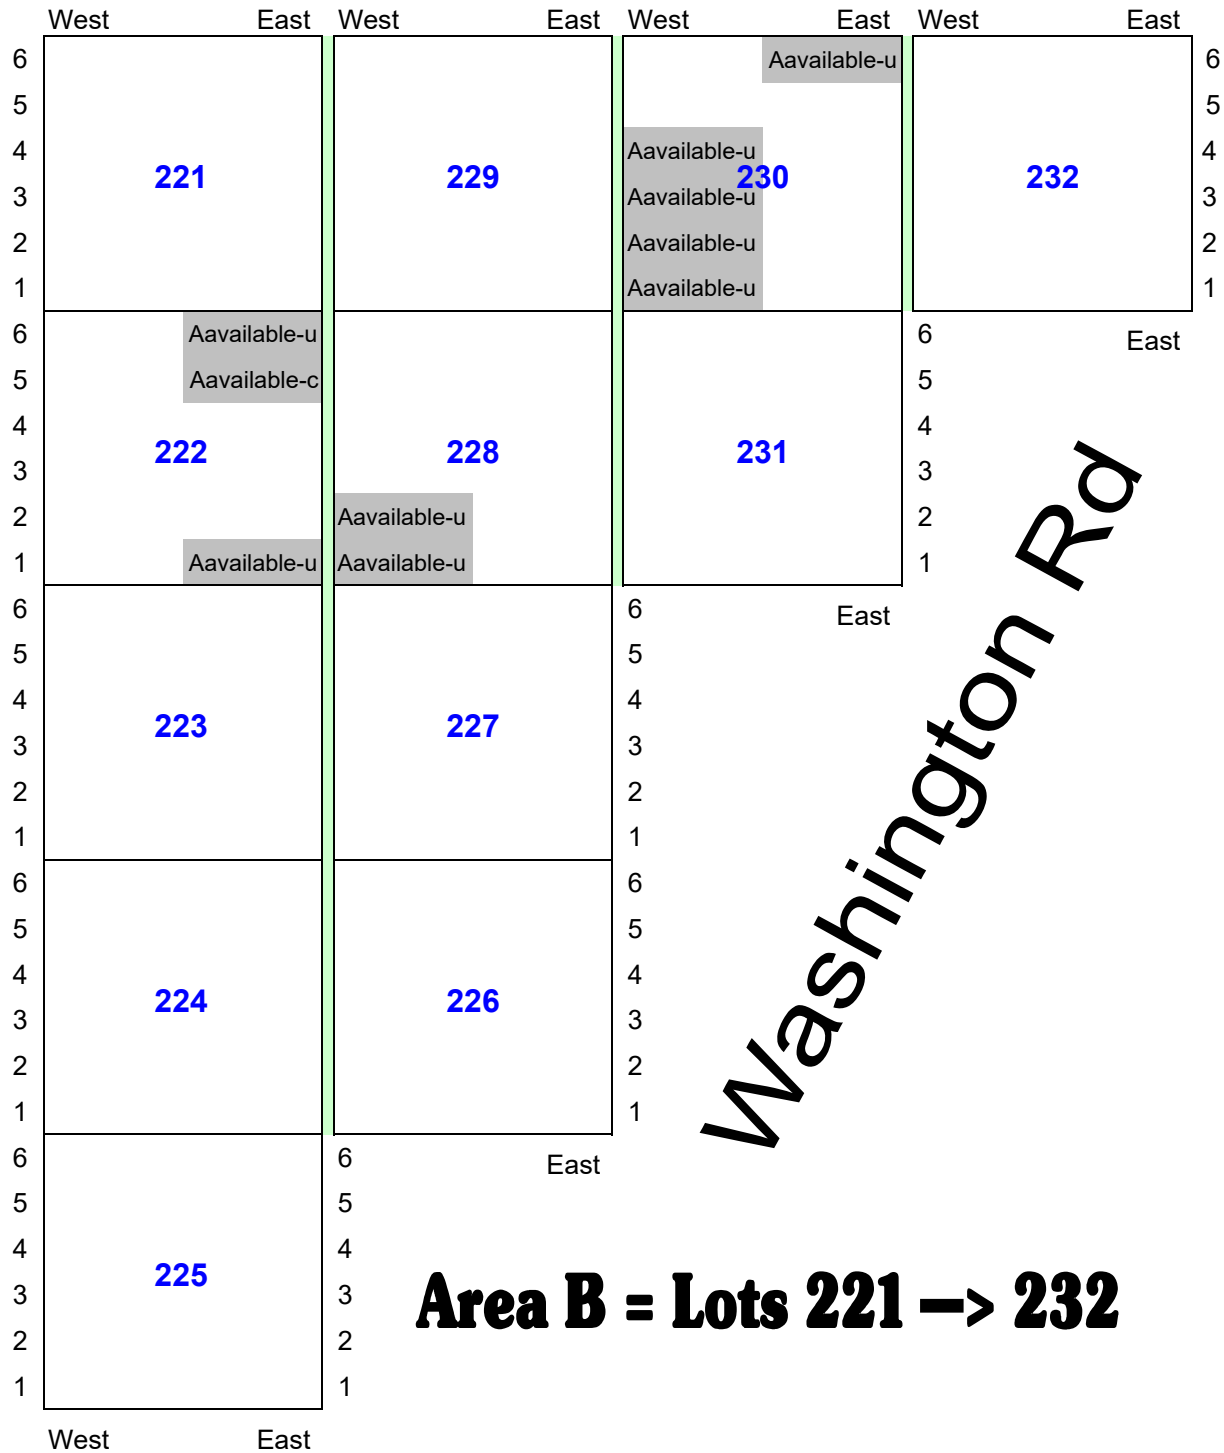 West East West East West East West East
6 Aavailable-u 6
5 5
4 Aavailable-u 4
221 229 230 232
3 Aavailable-u 3
2 Aavailable-u 2
1 Aavailable-u 1
6 Aavailable-u 6 East
5 Aavailable-c 5
4 4
222 228 231
3 3
2 Aavailable-u 2
1 Aavailable-u Aavailable-u 1
6 6 East
5 5
4 4
223 227
3 3
2 2
1 1
6 6
5 5
4 4
224 226
3 3
2 2
1 1
Washington Rd
6 6 East
5 5
4 4
225
3 3
Area B = Lots 221 –> 232
2 2
1 1
West East